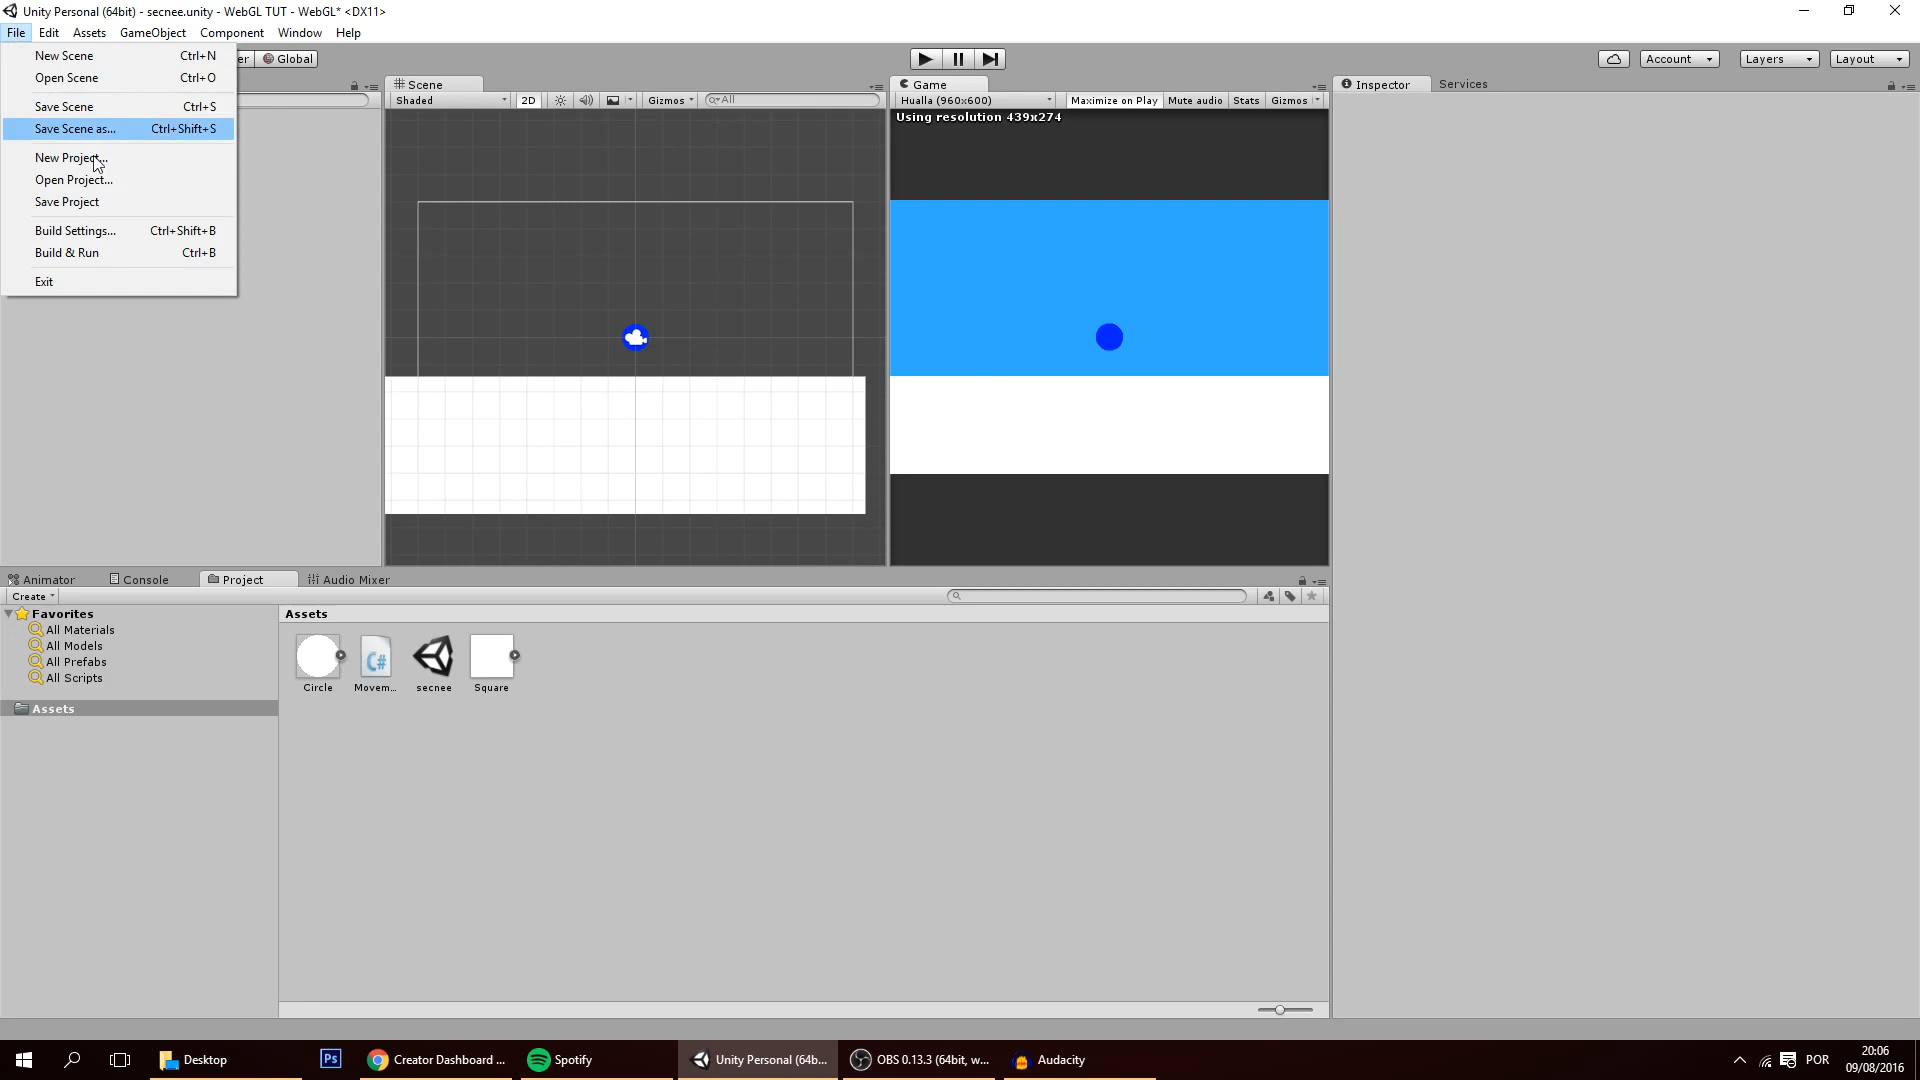 Unity Personal (64bit) - secnee.unity - WebGL TUT - WebGL* <DX11>
File Edit Assets GameObject Component Window Help
New Scene Ctrl+N
Open Scene Ctrl+O
Save Scene Ctrl+S
Save Scene as... Ctrl+Shift+S
New Project...
Open Project...
Save Project
Build Settings... Ctrl+Shift+B
Build & Run Ctrl+B
Exit
Global
Account
Layers
Layout
Scene
Shaded 2D Gizmos All
Game
Hualla (960x600) Maximize on Play Mute audio Stats Gizmos
Using resolution 439x274
Inspector Services
Animator Console Project Audio Mixer
Create
Favorites
All Materials
All Models
All Prefabs
All Scripts
Assets
Assets
Circle Movem... secnee Square
C#
Desktop Ps Creator Dashboard ... Spotify Unity Personal (64b... OBS 0.13.3 (64bit, w... Audacity POR
20:06
09/08/2016